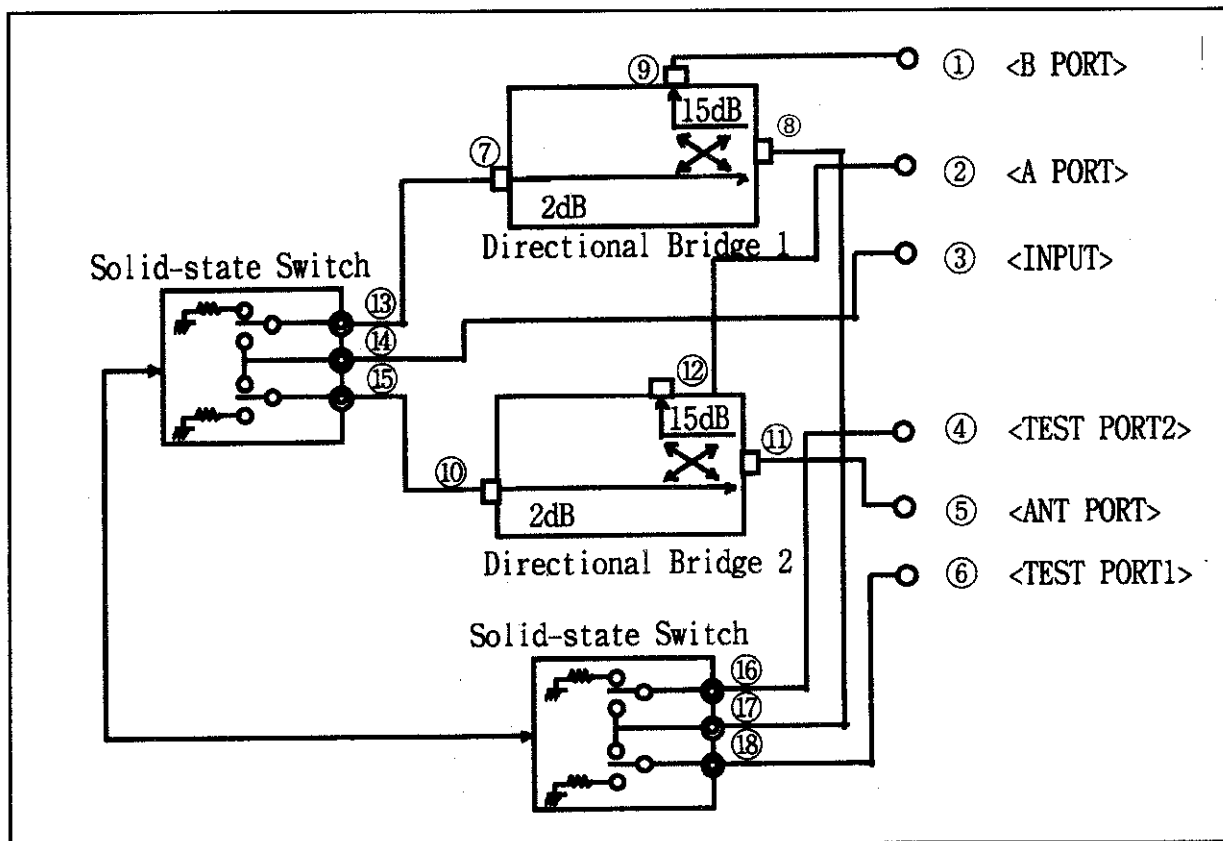 ⑨
① <B PORT>
15dB
⑧
⑦
② <A PORT>
2dB
Directional Bridge 1
③ <INPUT>
Solid-state Switch
⑬
⑭
⑮
⑫
15dB
④ <TEST PORT2>
⑪
⑩
2dB
⑤ <ANT PORT>
Directional Bridge 2
⑥ <TEST PORT1>
Solid-state Switch
⑯
⑰
⑱